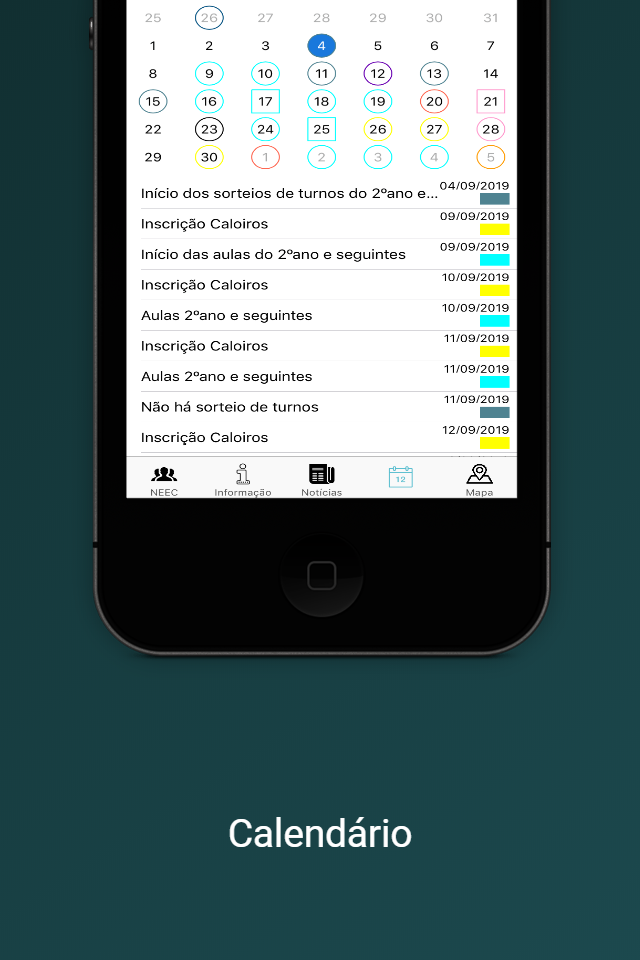 25 26 27 28 29 30 31
1 2 3 4 5 6 7
8 9 10 11 12 13 14
15 16 17 18 19 20 21
22 23 24 25 26 27 28
29 30 1 2 3 4 5
Início dos sorteios de turnos do 2ºano e... 04/09/2019
Inscrição Caloiros 09/09/2019
Início das aulas do 2ºano e seguintes 09/09/2019
Inscrição Caloiros 10/09/2019
Aulas 2ºano e seguintes 10/09/2019
Inscrição Caloiros 11/09/2019
Aulas 2ºano e seguintes 11/09/2019
Não há sorteio de turnos 11/09/2019
Inscrição Caloiros 12/09/2019
12
NEEC Informação Notícias Mapa
Calendário